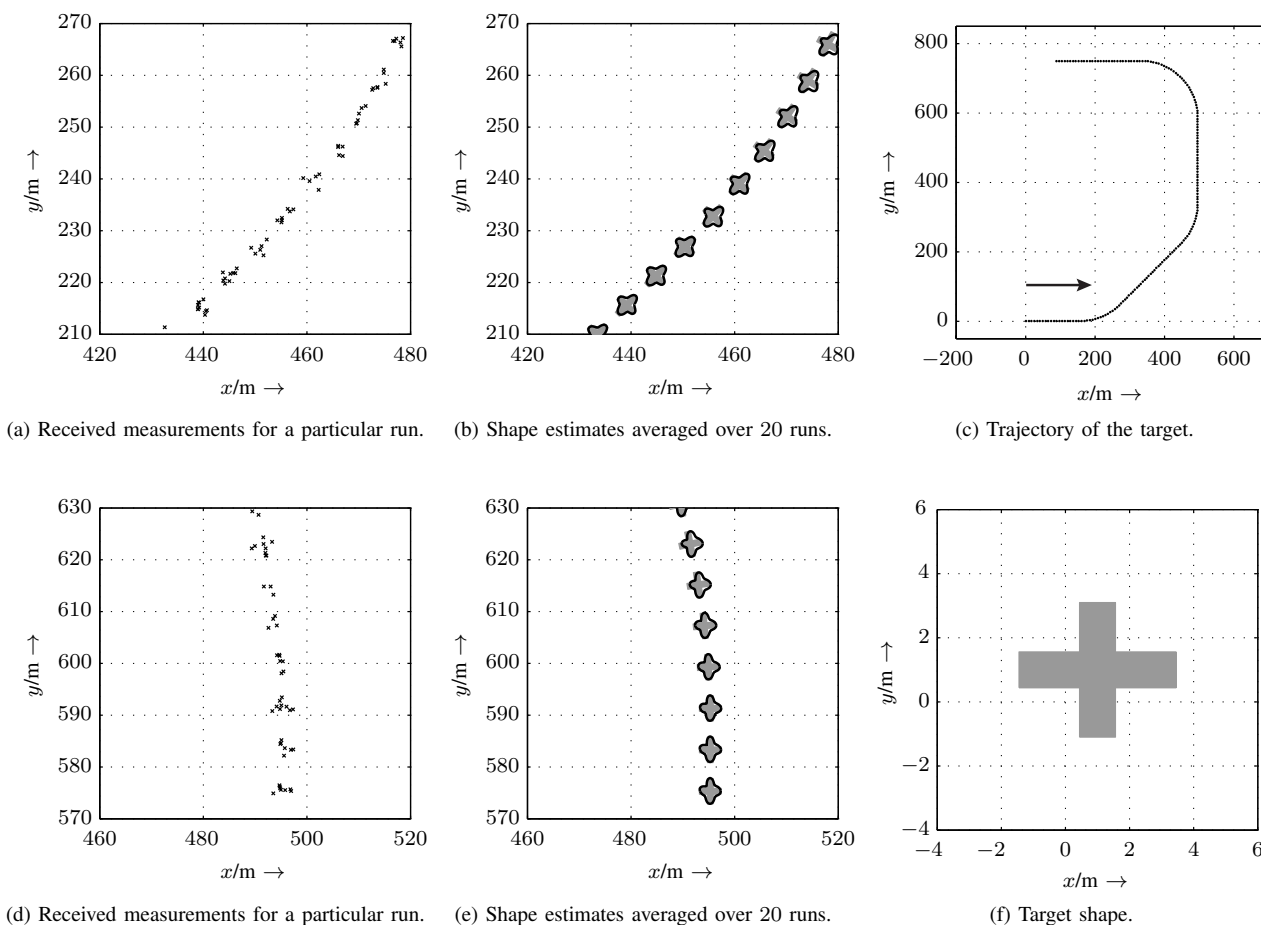 270
260
250
240
230
220
210
420 440 460 480
y/m →
x/m →
(a) Received measurements for a particular run.
270
260
250
240
230
220
210
420 440 460 480
y/m →
x/m →
(b) Shape estimates averaged over 20 runs.
800
600
400
200
0
−200 0 200 400 600
y/m →
x/m →
(c) Trajectory of the target.
630
620
610
600
590
580
570
460 480 500 520
y/m →
x/m →
(d) Received measurements for a particular run.
630
620
610
600
590
580
570
460 480 500 520
y/m →
x/m →
(e) Shape estimates averaged over 20 runs.
6
4
2
0
−2
−4
−4 −2 0 2 4 6
y/m →
x/m →
(f) Target shape.